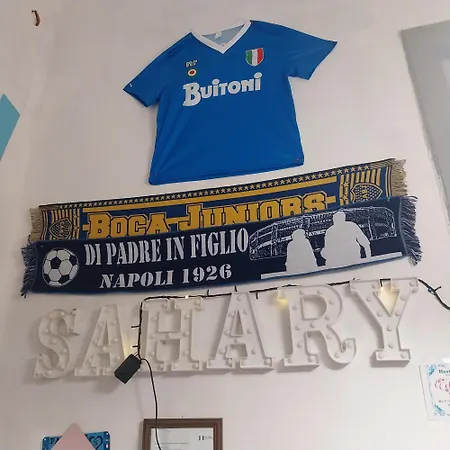 Buitoni
BOCA JUNIORS
DI PADRE IN FIGLIO
NAPOLI 1926
SAHARY